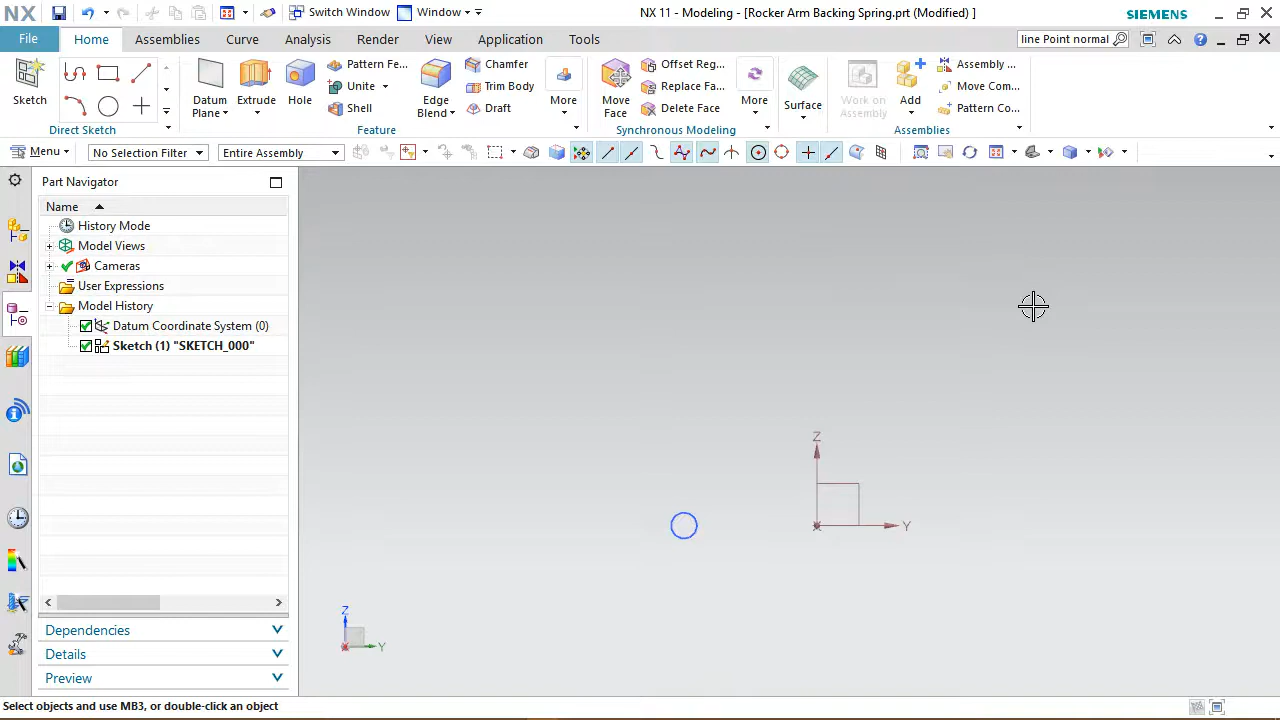 NX Switch Window Window NX 11 - Modeling - [Rocker Arm Backing Spring.prt (Modified) ] SIEMENS
File Home Assemblies Curve Analysis Render View Application Tools line Point normal
Sketch Datum Plane Extrude Hole Pattern Fe... Unite Shell Edge Blend Chamfer Trim Body Draft More Move Face Offset Reg... Replace Fa... Delete Face More Surface Work on Assembly Add Assembly ... Move Com... Pattern Co...
Direct Sketch Feature Synchronous Modeling Assemblies
Menu No Selection Filter Entire Assembly
Part Navigator
Name
History Mode
Model Views
Cameras
User Expressions
Model History
Datum Coordinate System (0)
Sketch (1) "SKETCH_000"
Z
X Y
Z
X Y
Dependencies
Details
Preview
Select objects and use MB3, or double-click an object